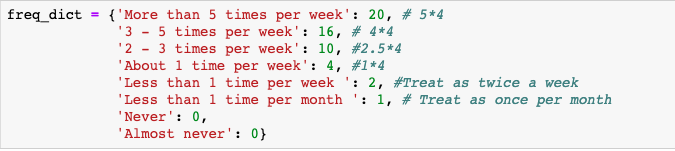 freq_dict = {'More than 5 times per week': 20, # 5*4
'3 - 5 times per week': 16, # 4*4
'2 - 3 times per week': 10, #2.5*4
'About 1 time per week': 4, #1*4
'Less than 1 time per week ': 2, #Treat as twice a week
'Less than 1 time per month ': 1, # Treat as once per month
'Never': 0,
'Almost never': 0}